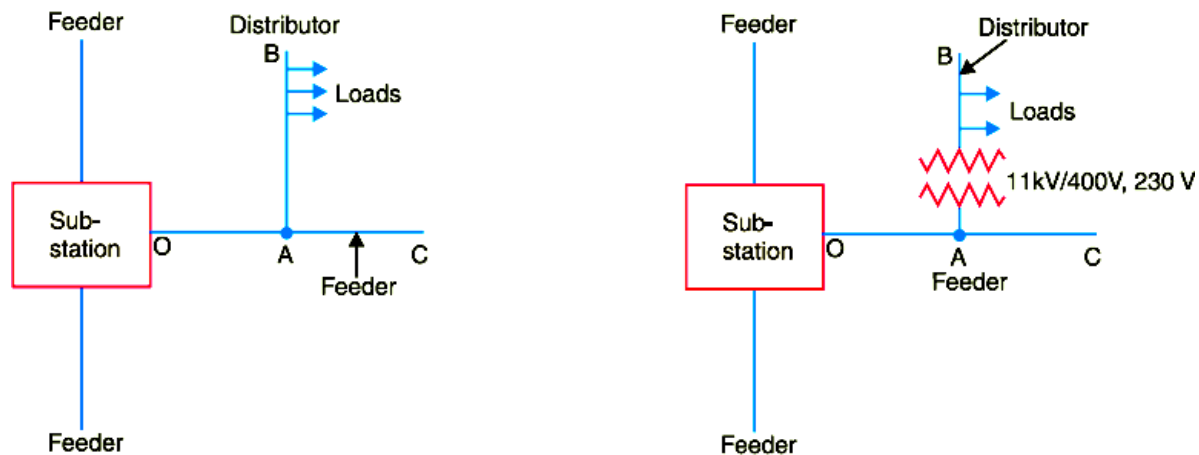 Feeder
Distributor
B
Loads
Sub-
station
O
A
C
Feeder
Feeder
Feeder
Distributor
B
Loads
11kV/400V, 230 V
Sub-
station
O
A
C
Feeder
Feeder